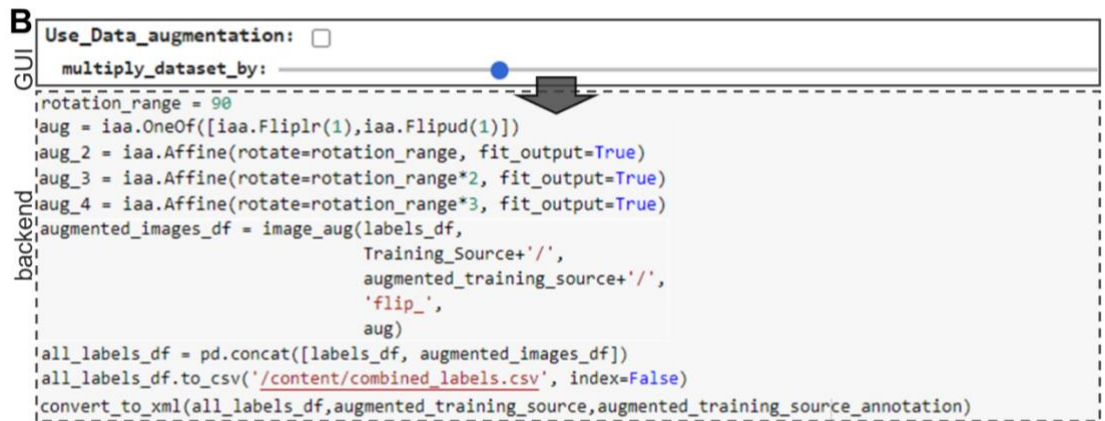 B
GUI
Use_Data_augmentation:
multiply_dataset_by:
backend
rotation_range = 90
aug = iaa.OneOf([iaa.Fliplr(1),iaa.Flipud(1)])
aug_2 = iaa.Affine(rotate=rotation_range, fit_output=True)
aug_3 = iaa.Affine(rotate=rotation_range*2, fit_output=True)
aug_4 = iaa.Affine(rotate=rotation_range*3, fit_output=True)
augmented_images_df = image_aug(labels_df,
Training_Source+'/',
augmented_training_source+'/',
'flip_',
aug)
all_labels_df = pd.concat([labels_df, augmented_images_df])
all_labels_df.to_csv('/content/combined_labels.csv', index=False)
convert_to_xml(all_labels_df,augmented_training_source,augmented_training_source_annotation)